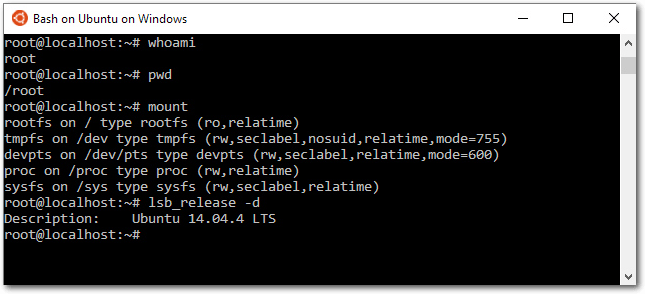 Bash on Ubuntu on Windows
root@localhost:~# whoami
root
root@localhost:~# pwd
/root
root@localhost:~# mount
rootfs on / type rootfs (ro,relatime)
tmpfs on /dev type tmpfs (rw,seclabel,nosuid,relatime,mode=755)
devpts on /dev/pts type devpts (rw,seclabel,relatime,mode=600)
proc on /proc type proc (rw,relatime)
sysfs on /sys type sysfs (rw,seclabel,relatime)
root@localhost:~# lsb_release -d
Description:    Ubuntu 14.04.4 LTS
root@localhost:~#